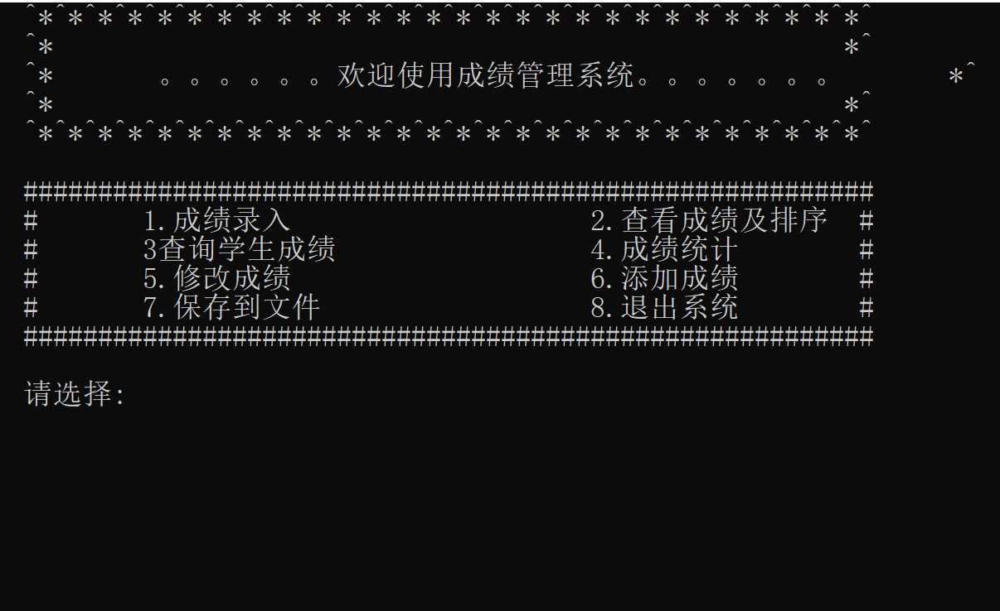 ^*^*^*^*^*^*^*^*^*^*^*^*^*^*^*^*^*^*^*^*^*^*^*^*^*^*^*^*^
^*                                                     *^
^*       。。。。。。欢迎使用成绩管理系统。。。。。。。        *^
^*                                                     *^
^*^*^*^*^*^*^*^*^*^*^*^*^*^*^*^*^*^*^*^*^*^*^*^*^*^*^*^*^
#########################################################
#       1.成绩录入                    2.查看成绩及排序  #
#       3查询学生成绩                 4.成绩统计        #
#       5.修改成绩                    6.添加成绩        #
#       7.保存到文件                  8.退出系统        #
#########################################################
请选择: